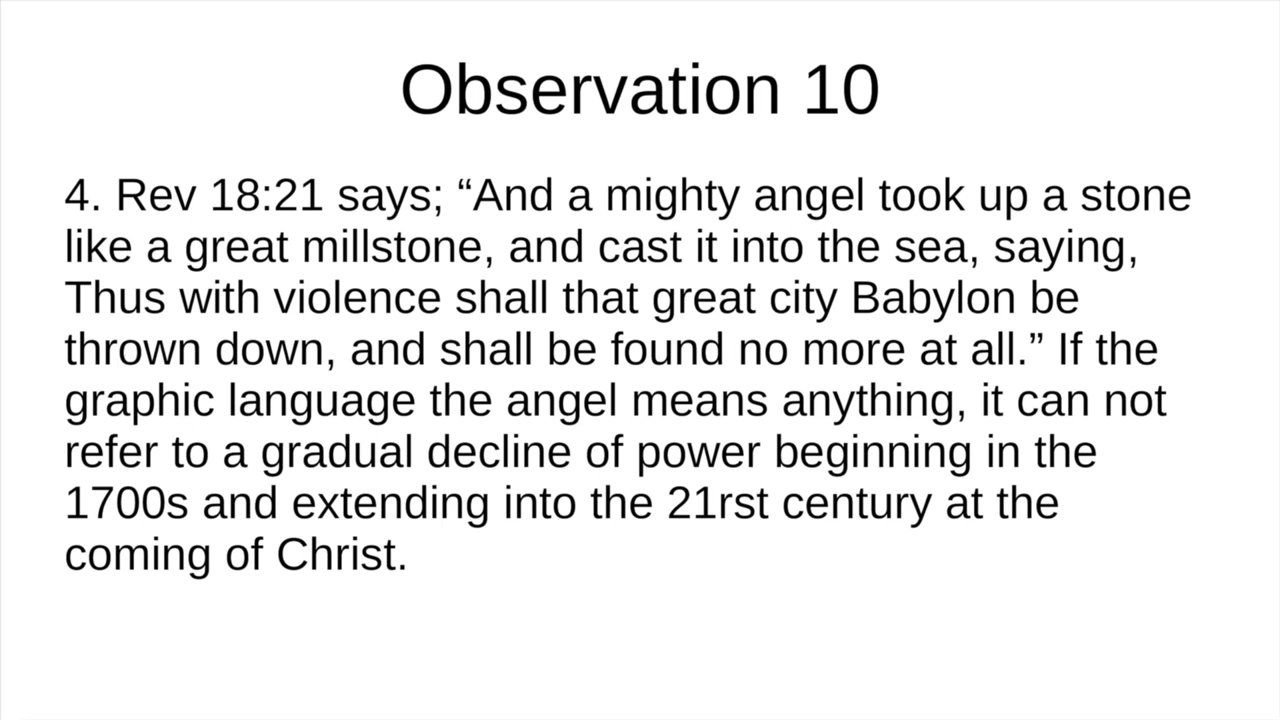 Observation 10
4. Rev 18:21 says; “And a mighty angel took up a stone
like a great millstone, and cast it into the sea, saying,
Thus with violence shall that great city Babylon be
thrown down, and shall be found no more at all.” If the
graphic language the angel means anything, it can not
refer to a gradual decline of power beginning in the
1700s and extending into the 21rst century at the
coming of Christ.